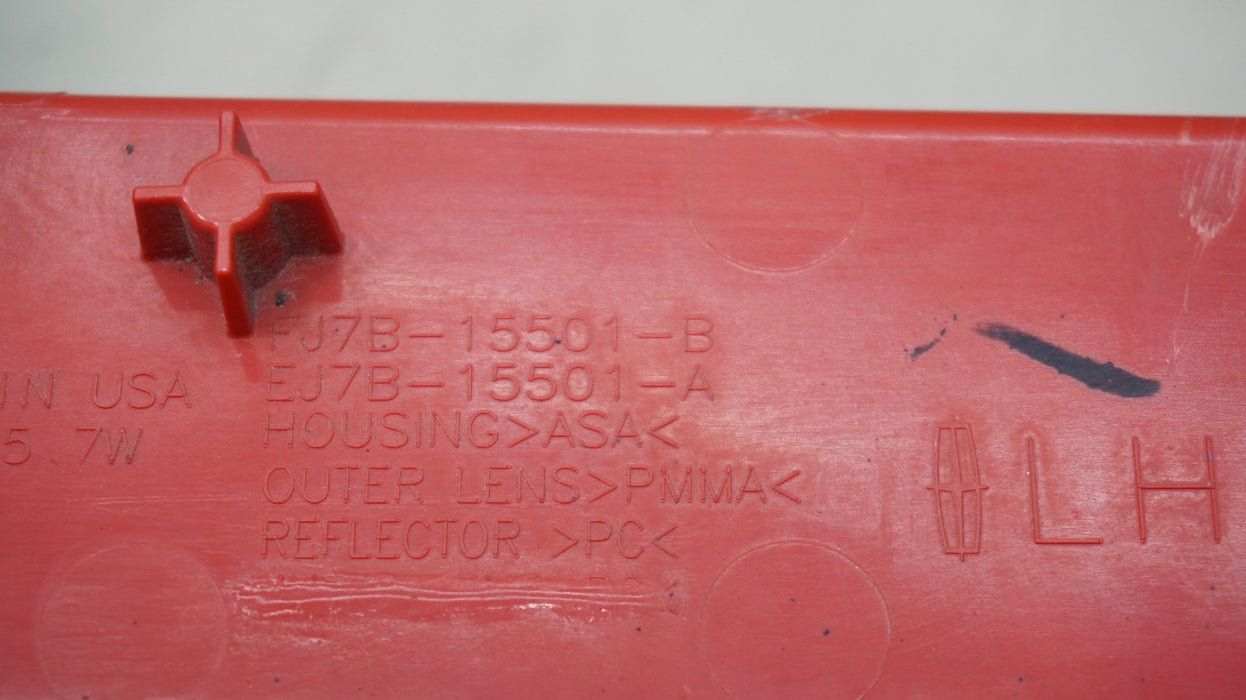 FJ7B-15501-B
IN USA EJ7B-15501-A
5.7W HOUSING>ASA<
OUTER LENS>PMMA<
REFLECTOR >PC<
LH